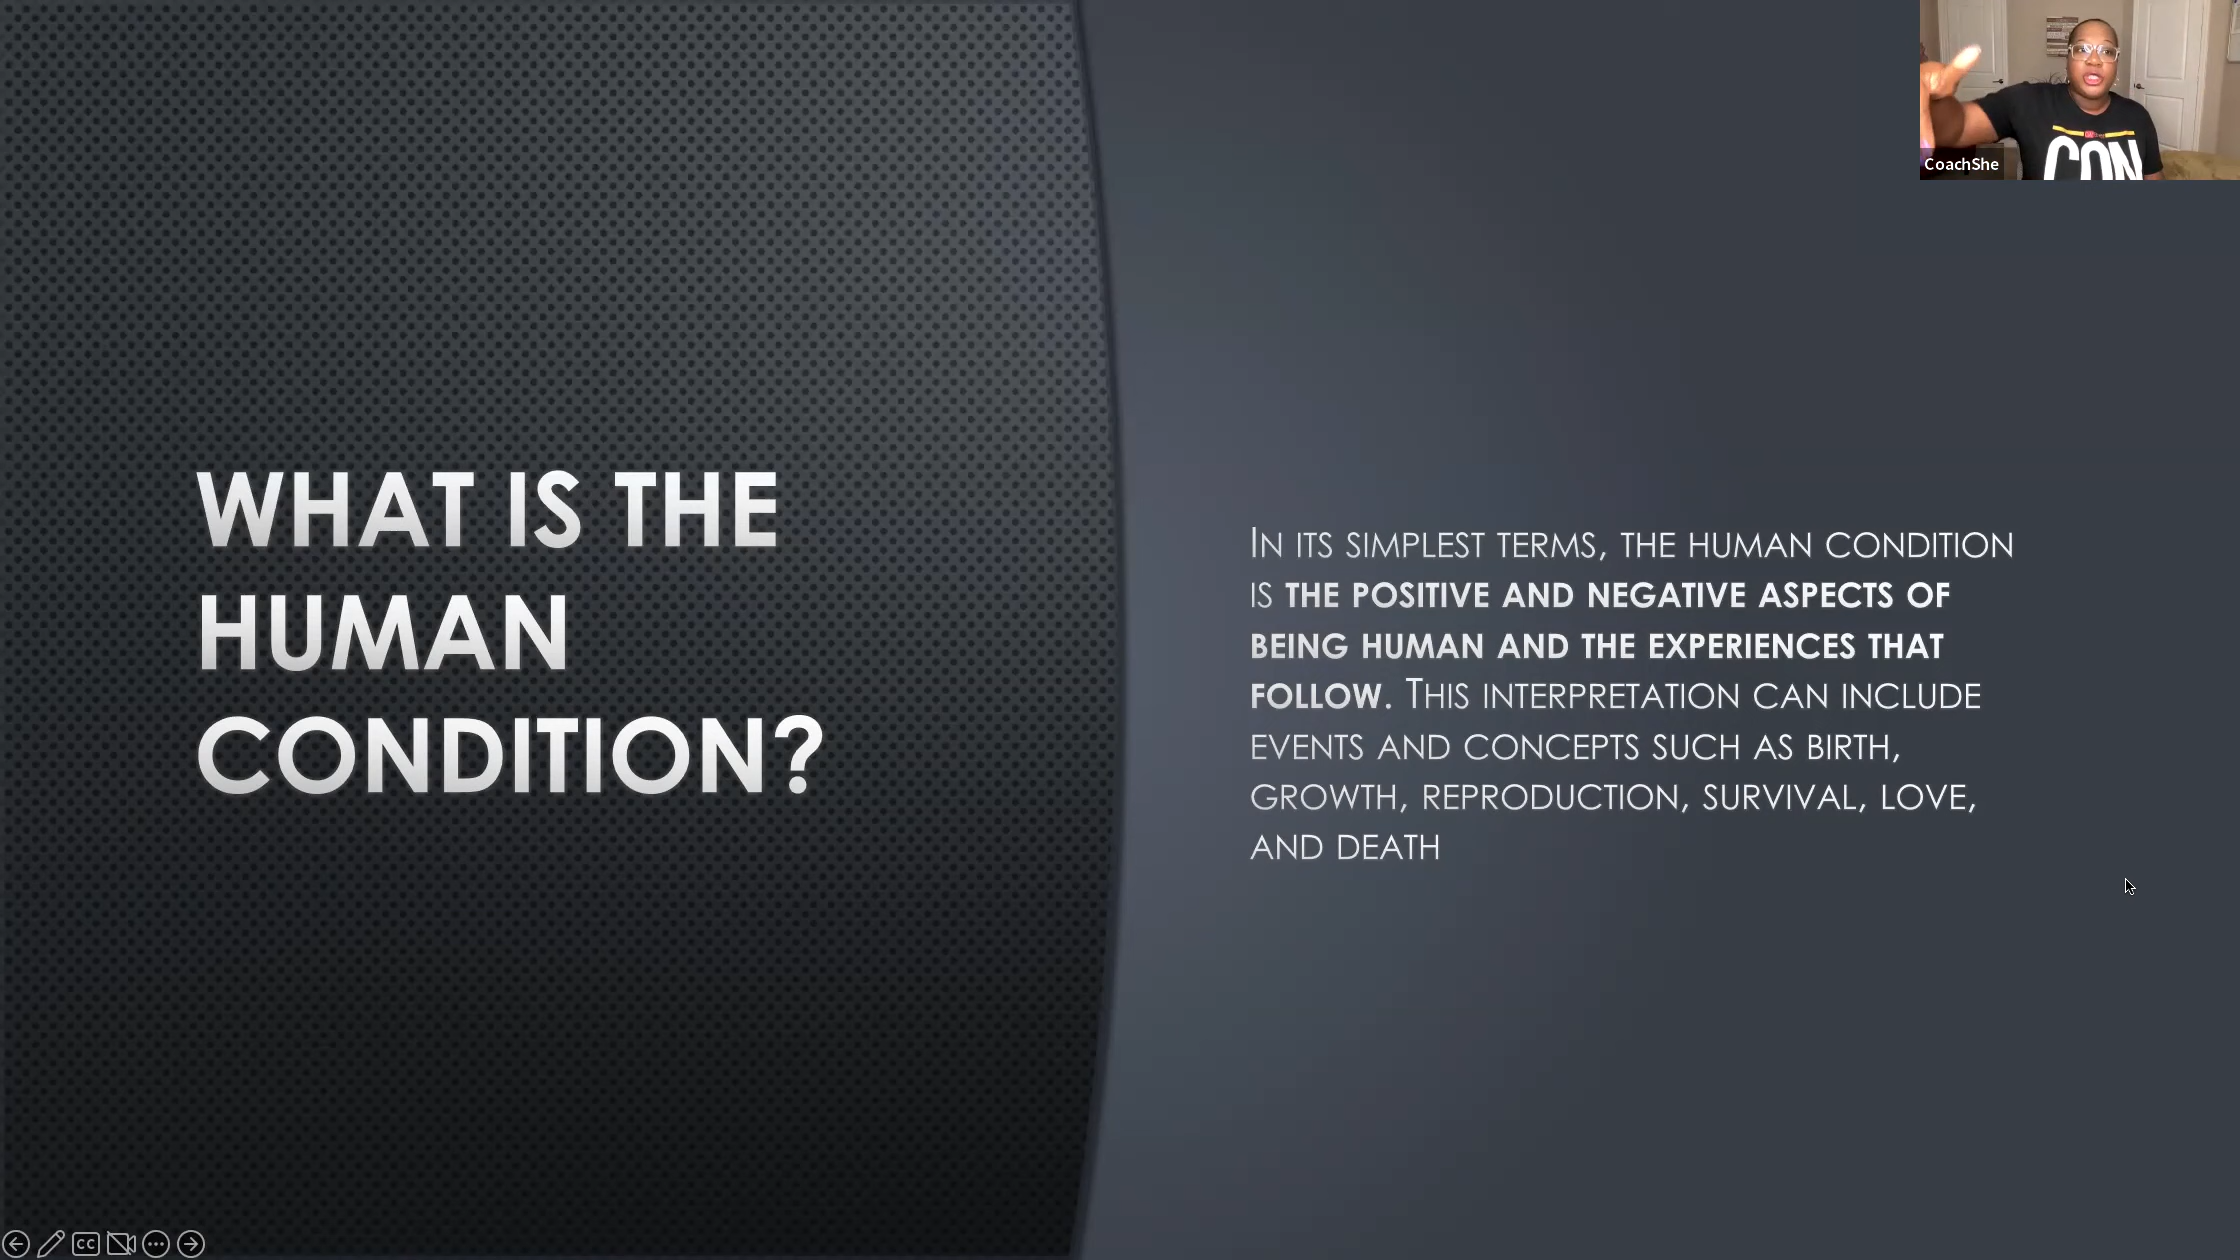 WHAT IS THE
HUMAN
CONDITION?
IN ITS SIMPLEST TERMS, THE HUMAN CONDITION
IS THE POSITIVE AND NEGATIVE ASPECTS OF
BEING HUMAN AND THE EXPERIENCES THAT
FOLLOW. THIS INTERPRETATION CAN INCLUDE
EVENTS AND CONCEPTS SUCH AS BIRTH,
GROWTH, REPRODUCTION, SURVIVAL, LOVE,
AND DEATH
CoachShe
CON
CC